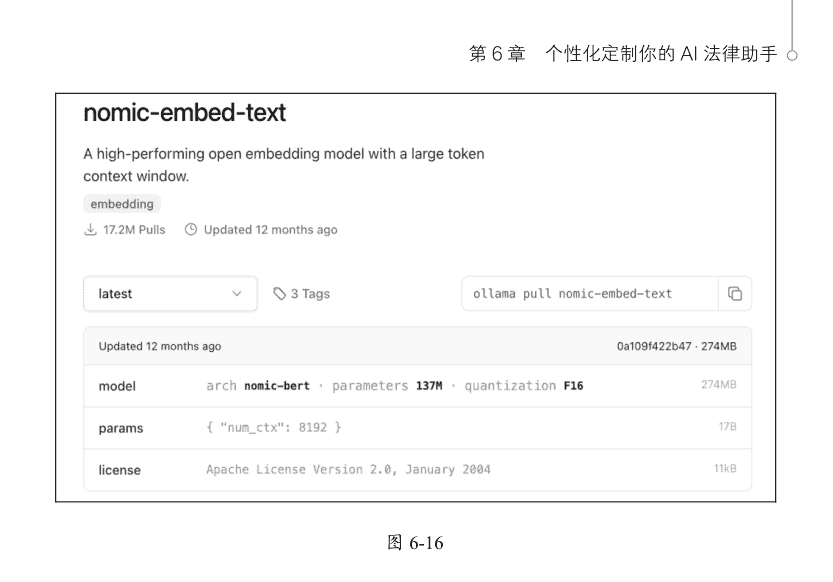 第 6 章 个性化定制你的 AI 法律助手
nomic-embed-text
A high-performing open embedding model with a large token
context window.
embedding
17.2M Pulls Updated 12 months ago
latest 3 Tags ollama pull nomic-embed-text
Updated 12 months ago 0a109f422b47 · 274MB
model arch nomic-bert · parameters 137M · quantization F16 274MB
params { "num_ctx": 8192 } 17B
license Apache License Version 2.0, January 2004 11kB
图 6-16